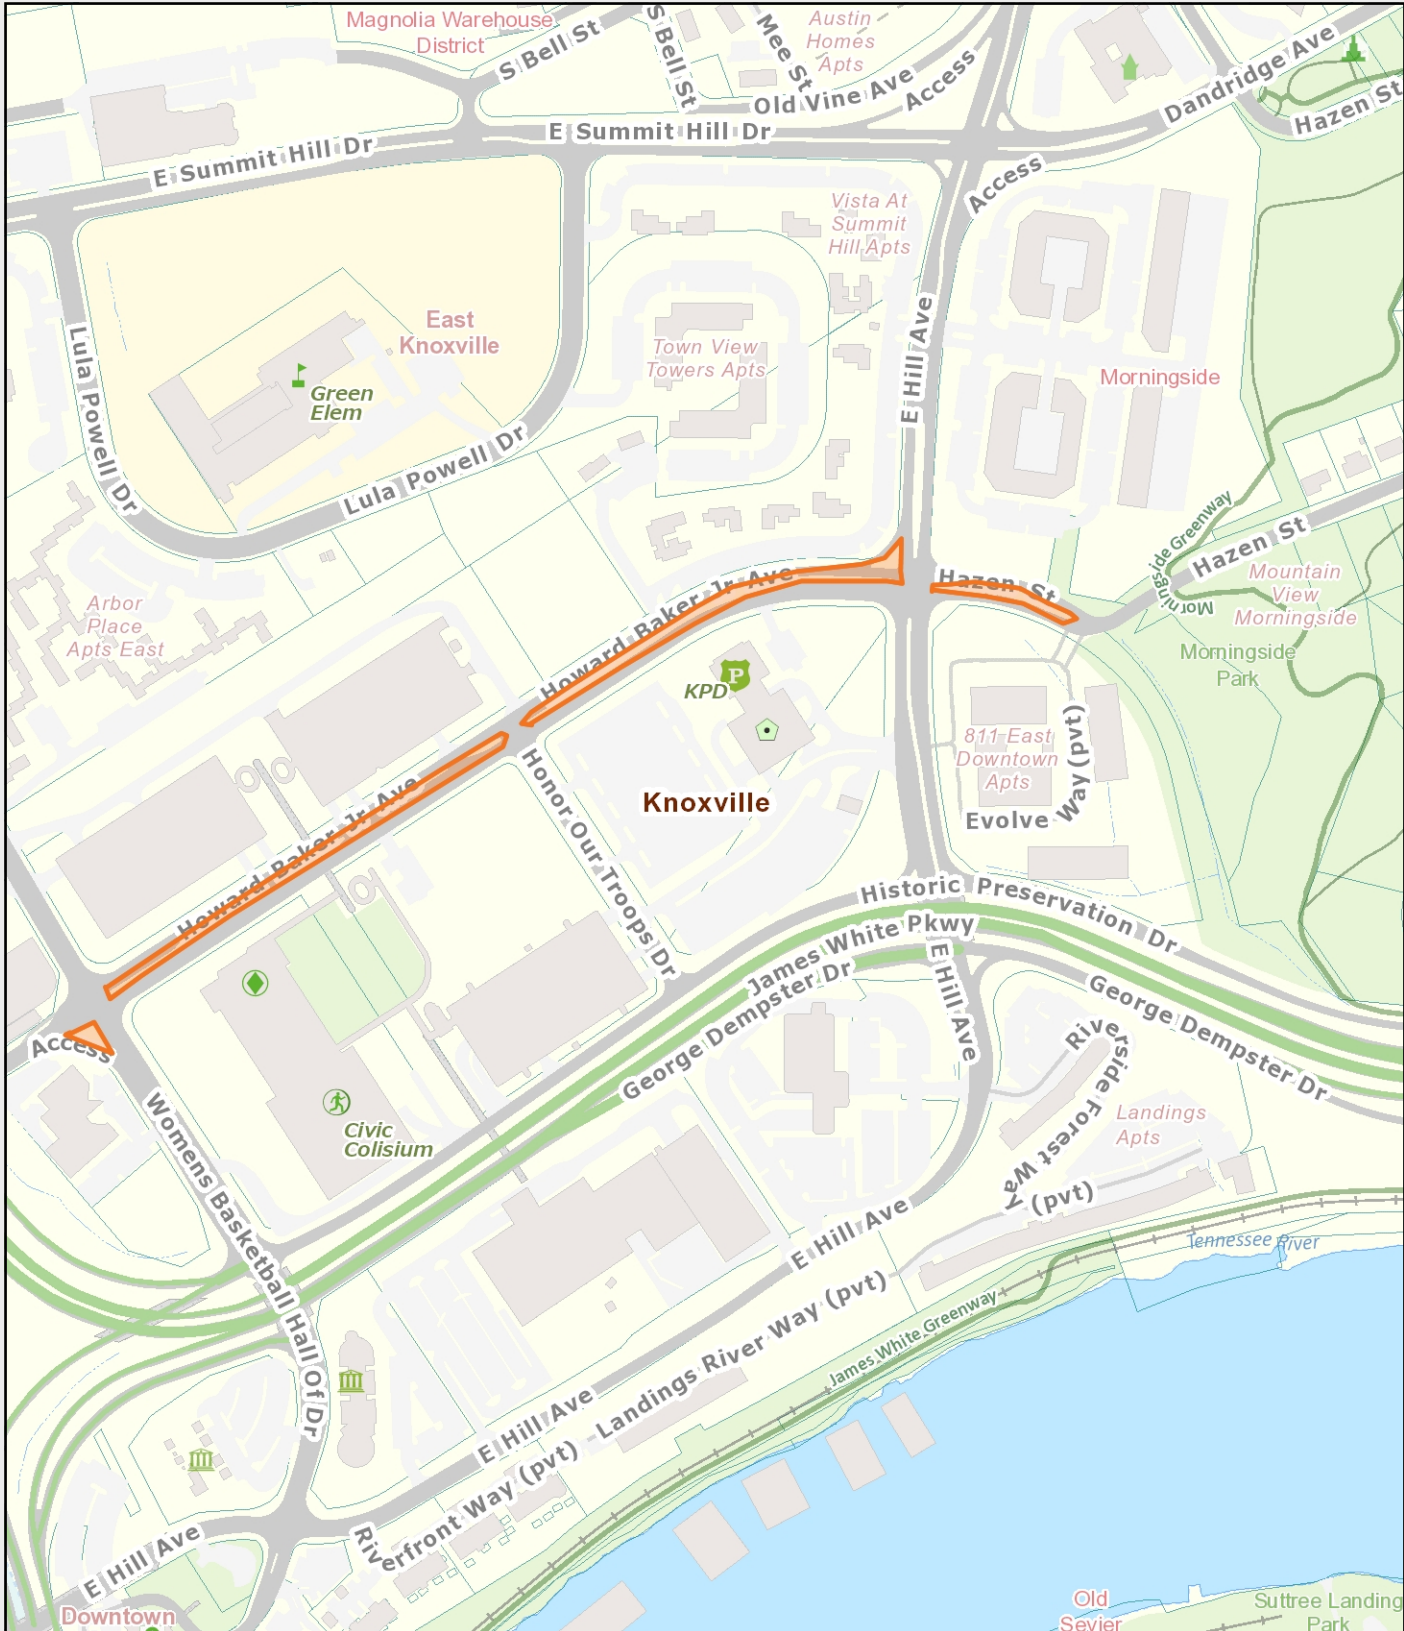 Magnolia Warehouse
District
S Bell St
S Bell St
Mee St
Austin
Homes
Apts
Old Vine Ave
Access
Dandridge Ave
Hazen St
E Summit Hill Dr
E Summit Hill Dr
Access
Vista At
Summit
Hill Apts
East
Knoxville
Green
Elem
Lula Powell Dr
Lula Powell Dr
Town View
Towers Apts
E Hill Ave
Morningside
Morningside Greenway
Hazen St
Mountain
View
Morningside
Morningside
Park
Arbor
Place
Apts East
Howard Baker Jr Ave
Hazen St
KPD
P
811 East
Downtown
Apts
Evolve Way (pvt)
Knoxville
Honor Our Troops Dr
Howard Baker Jr Ave
Historic Preservation Dr
James White Pkwy
George Dempster Dr
E Hill Ave
George Dempster Dr
Access
Riverside Forest Way (pvt)
Landings
Apts
Civic
Colisium
Womens Basketball Hall Of Dr
E Hill Ave
Tennessee River
Landings River Way (pvt)
James White Greenway
E Hill Ave
Riverfront Way (pvt)
E Hill Ave
Downtown
Old
Sevier
Suttree Landing
Park